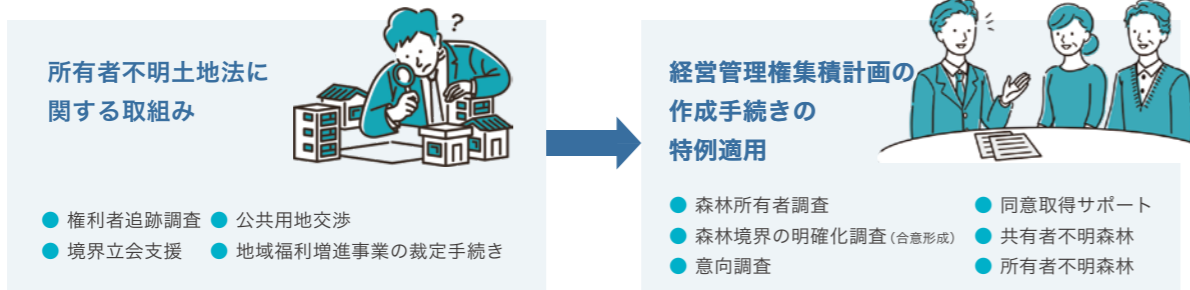 所有者不明土地法に
関する取組み
● 権利者追跡調査 ● 公共用地交渉
● 境界立会支援 ● 地域福利増進事業の裁定手続き
?
経営管理権集積計画の
作成手続きの
特例適用
● 森林所有者調査
● 森林境界の明確化調査(合意形成)
● 意向調査
● 同意取得サポート
● 共有者不明森林
● 所有者不明森林